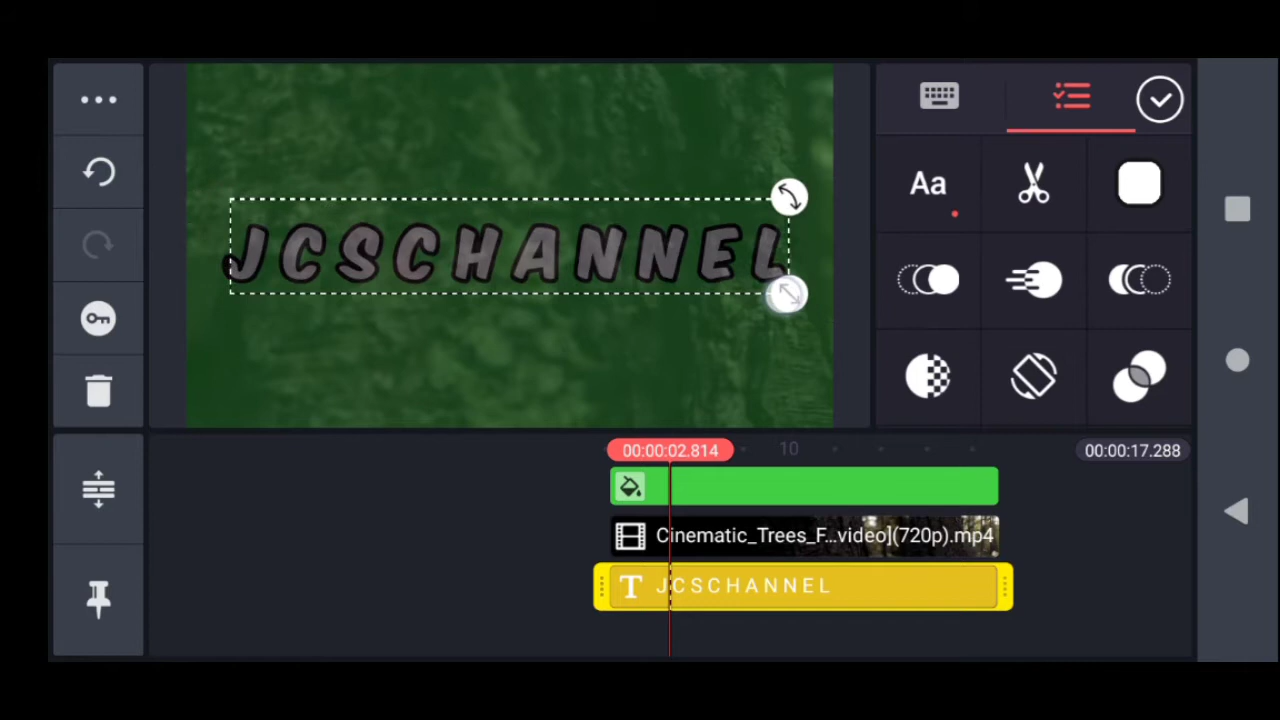 JCSCHANNEL
Aa
00:00:02.814
10
00:00:17.288
Cinematic_Trees_F...video](720p).mp4
T JCSCHANNEL